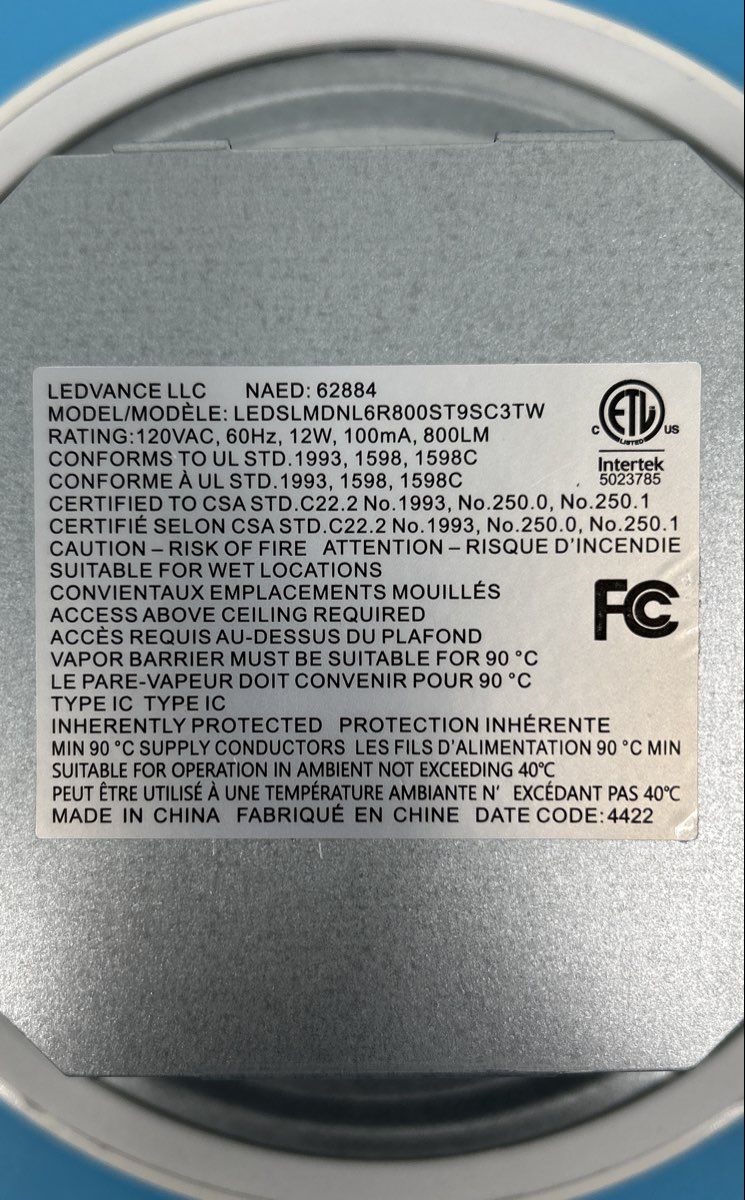 LEDVANCE LLC NAED: 62884
MODEL/MODÈLE: LEDSLMDNL6R800ST9SC3TW
RATING:120VAC, 60Hz, 12W, 100mA, 800LM
CONFORMS TO UL STD.1993, 1598, 1598C
CONFORME À UL STD.1993, 1598, 1598C
CERTIFIED TO CSA STD.C22.2 No.1993, No.250.0, No.250.1
CERTIFIÉ SELON CSA STD.C22.2 No.1993, No.250.0, No.250.1
CAUTION – RISK OF FIRE ATTENTION – RISQUE D'INCENDIE
SUITABLE FOR WET LOCATIONS
CONVIENTAUX EMPLACEMENTS MOUILLÉS
ACCESS ABOVE CEILING REQUIRED
ACCÈS REQUIS AU-DESSUS DU PLAFOND
VAPOR BARRIER MUST BE SUITABLE FOR 90 °C
LE PARE-VAPEUR DOIT CONVENIR POUR 90 °C
TYPE IC TYPE IC
INHERENTLY PROTECTED PROTECTION INHÉRENTE
MIN 90 °C SUPPLY CONDUCTORS LES FILS D'ALIMENTATION 90 °C MIN
SUITABLE FOR OPERATION IN AMBIENT NOT EXCEEDING 40℃
PEUT ÊTRE UTILISÉ À UNE TEMPÉRATURE AMBIANTE N' EXCÉDANT PAS 40℃
MADE IN CHINA FABRIQUÉ EN CHINE DATE CODE:4422
C ETL US
LISTED
Intertek
5023785
FC